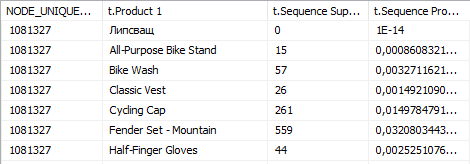 NODE_UNIQUE... t.Product 1 t.Sequence Sup... t.Sequence Pro...
1081327 Липсващ 0 1E-14
1081327 All-Purpose Bike Stand 15 0,0008608321...
1081327 Bike Wash 57 0,0032711621...
1081327 Classic Vest 26 0,0014921090...
1081327 Cycling Cap 261 0,0149784791...
1081327 Fender Set - Mountain 559 0,0320803443...
1081327 Half-Finger Gloves 44 0,0025251076...